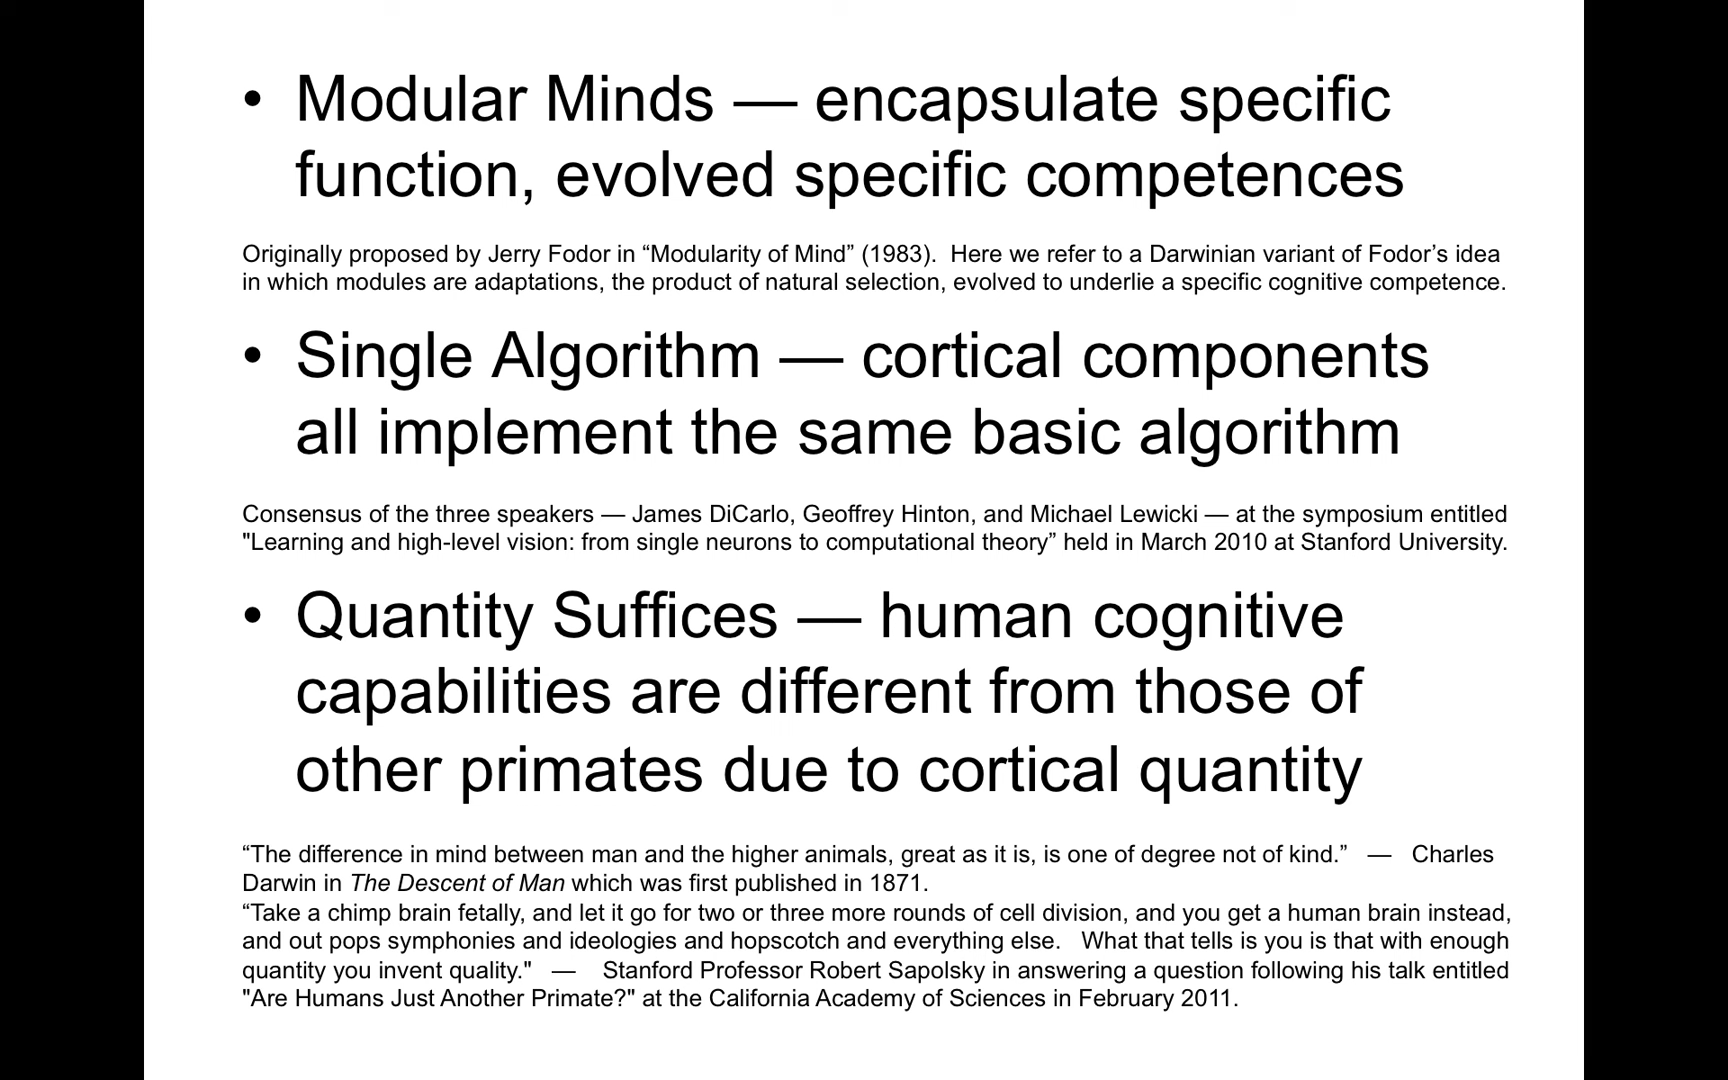 • Modular Minds — encapsulate specific
function, evolved specific competences
Originally proposed by Jerry Fodor in “Modularity of Mind” (1983).  Here we refer to a Darwinian variant of Fodor’s idea
in which modules are adaptations, the product of natural selection, evolved to underlie a specific cognitive competence.
• Single Algorithm — cortical components
all implement the same basic algorithm
Consensus of the three speakers — James DiCarlo, Geoffrey Hinton, and Michael Lewicki — at the symposium entitled
"Learning and high-level vision: from single neurons to computational theory” held in March 2010 at Stanford University.
• Quantity Suffices — human cognitive
capabilities are different from those of
other primates due to cortical quantity
“The difference in mind between man and the higher animals, great as it is, is one of degree not of kind.”   —   Charles
Darwin in The Descent of Man which was first published in 1871.
“Take a chimp brain fetally, and let it go for two or three more rounds of cell division, and you get a human brain instead,
and out pops symphonies and ideologies and hopscotch and everything else.   What that tells is you is that with enough
quantity you invent quality."   —    Stanford Professor Robert Sapolsky in answering a question following his talk entitled
"Are Humans Just Another Primate?" at the California Academy of Sciences in February 2011.